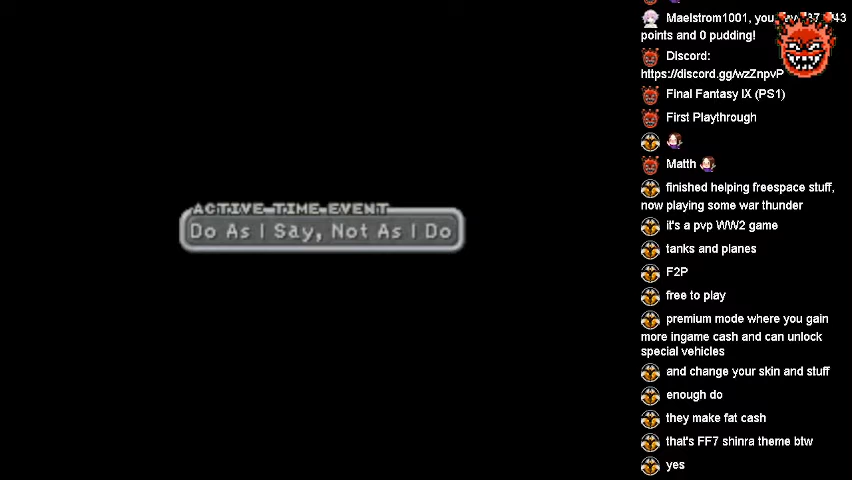 ACTIVE TIME EVENT
Do As I Say, Not As I Do
Maelstrom1001, you
43
points and 0 pudding!
Discord:
https://discord.gg/wzZnpvP
Final Fantasy IX (PS1)
First Playthrough
Matth
finished helping freespace stuff,
now playing some war thunder
it's a pvp WW2 game
tanks and planes
F2P
free to play
premium mode where you gain
more ingame cash and can unlock
special vehicles
and change your skin and stuff
enough do
they make fat cash
that's FF7 shinra theme btw
yes